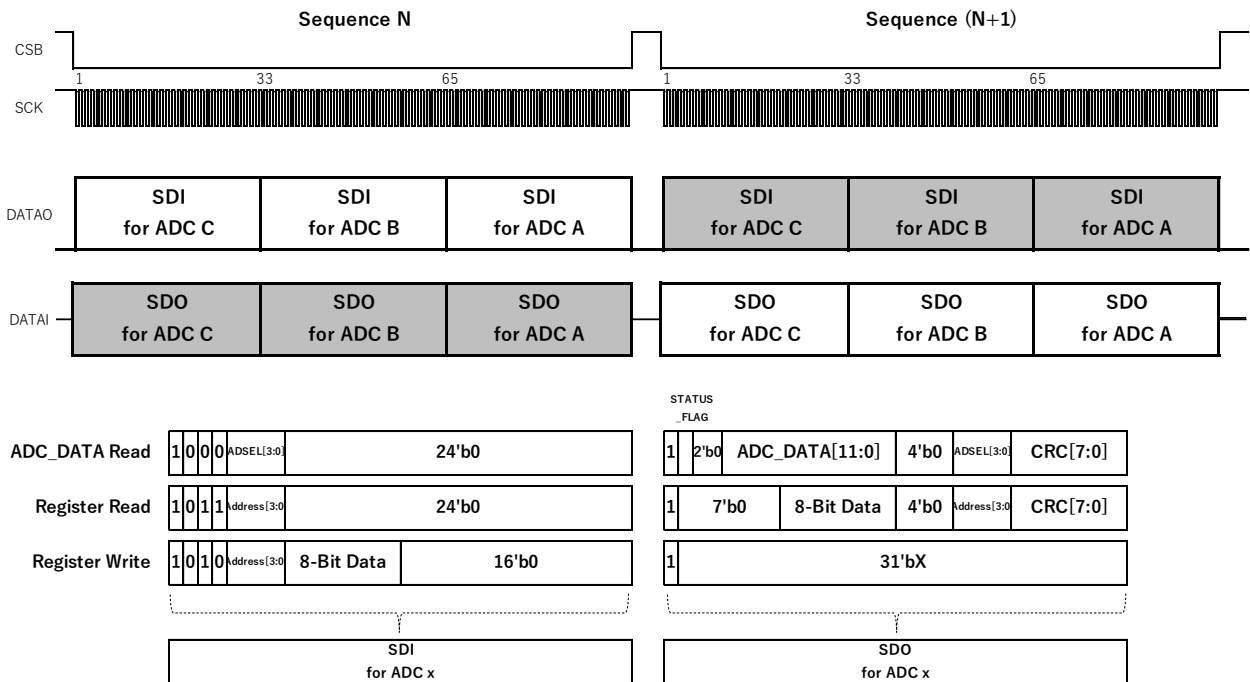 Sequence N Sequence (N+1)
CSB
1 33 65 1 33 65
SCK
DATAO SDI SDI SDI SDI SDI SDI
for ADC C for ADC B for ADC A for ADC C for ADC B for ADC A
DATAI SDO SDO SDO SDO SDO SDO
for ADC C for ADC B for ADC A for ADC C for ADC B for ADC A
STATUS
_FLAG
ADC_DATA Read 1 0 0 0 ADSEL[3:0] 24'b0 1 2'b0 ADC_DATA[11:0] 4'b0 ADSEL[3:0] CRC[7:0]
Register Read 1 0 1 1 Address[3:0 24'b0 1 7'b0 8-Bit Data 4'b0 Address[3:0 CRC[7:0]
Register Write 1 0 1 0 Address[3:0 8-Bit Data 16'b0 1 31'bX
SDI SDO
for ADC x for ADC x